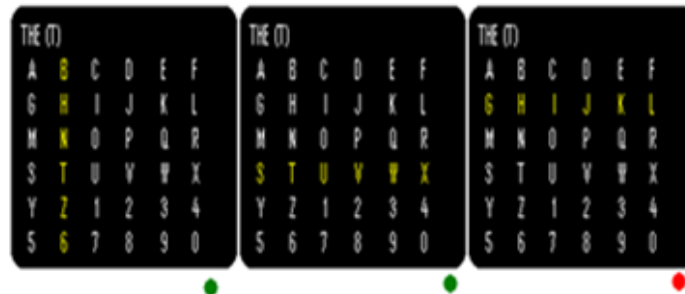 THE (T)
A B C D E F
G H I J K L
M N O P Q R
S T U V W X
Y Z 1 2 3 4
5 6 7 8 9 0
THE (T)
A B C D E F
G H I J K L
M N O P Q R
S T U V W X
Y Z 1 2 3 4
5 6 7 8 9 0
THE (T)
A B C D E F
G H I J K L
M N O P Q R
S T U V W X
Y Z 1 2 3 4
5 6 7 8 9 0